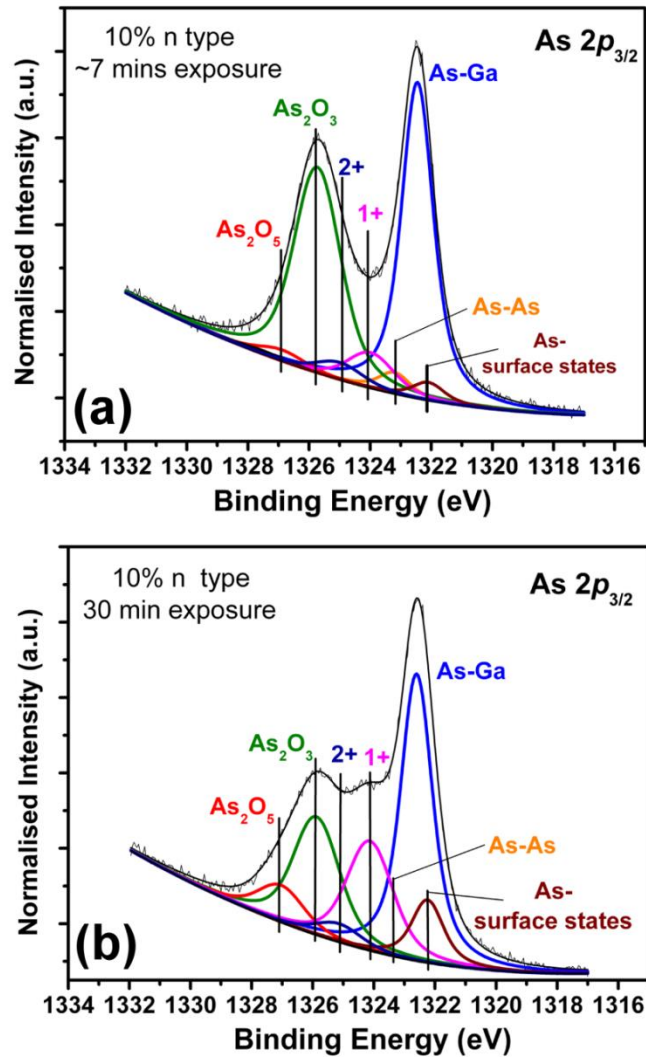 10% n type
~7 mins exposure
As 2p3/2
As-Ga
As2O3
2+
1+
As2O5
As-As
As-
surface states
(a)
Normalised Intensity (a.u.)
1334 1332 1330 1328 1326 1324 1322 1320 1318 1316
Binding Energy (eV)
10% n type
30 min exposure
As 2p3/2
As-Ga
As2O3
2+
1+
As2O5
As-As
As-
surface states
(b)
Normalised Intensity (a.u.)
1334 1332 1330 1328 1326 1324 1322 1320 1318 1316
Binding Energy (eV)